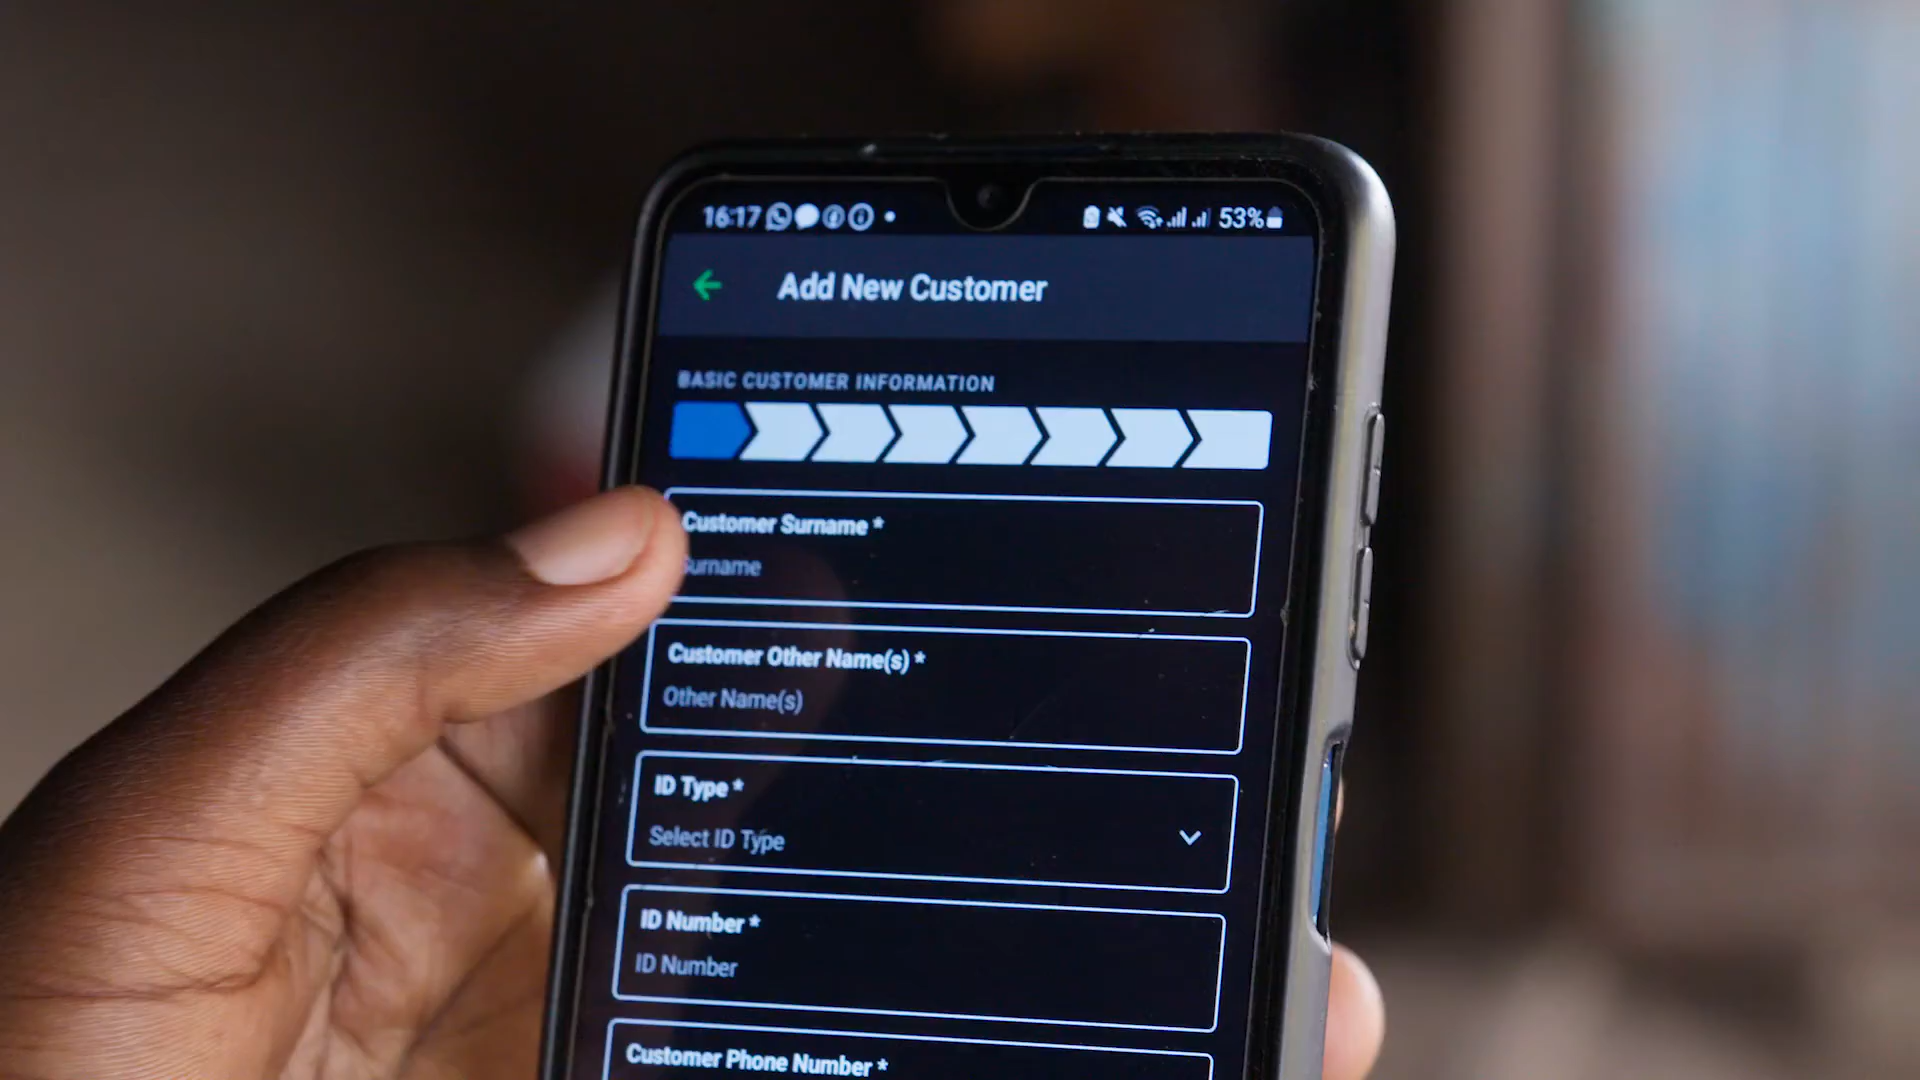 16:17 53%
Add New Customer
BASIC CUSTOMER INFORMATION
Customer Surname *
Surname
Customer Other Name(s) *
Other Name(s)
ID Type *
Select ID Type
ID Number *
ID Number
Customer Phone Number *